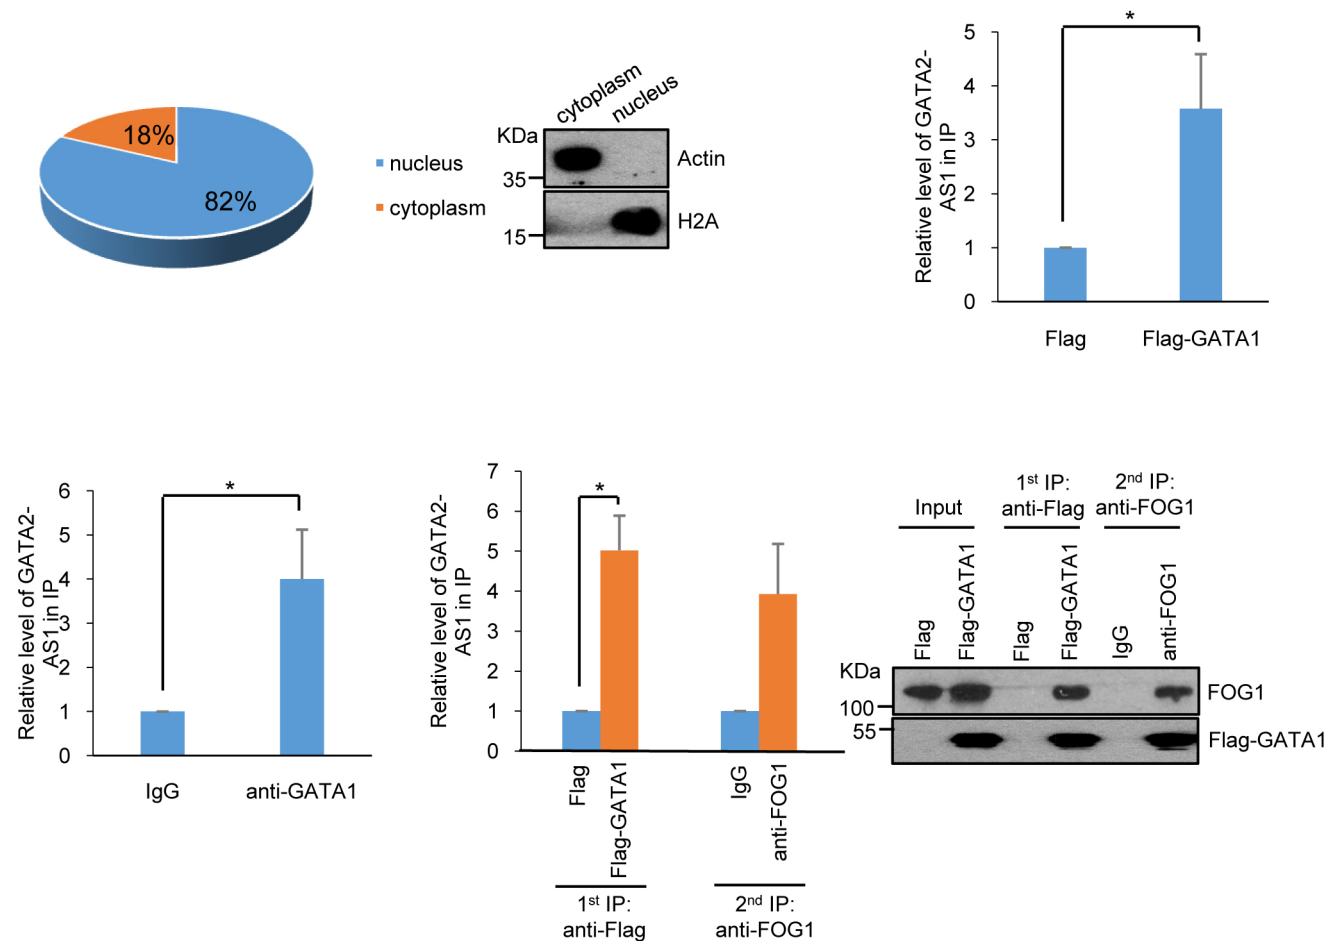 18%
82%
nucleus
cytoplasm
cytoplasm
nucleus
KDa
35
15
Actin
H2A
Relative level of GATA2-
AS1 in IP
5
4
3
2
1
0
*
Flag
Flag-GATA1
Relative level of GATA2-
AS1 in IP
6
5
4
3
2
1
0
*
IgG
anti-GATA1
Relative level of GATA2-
AS1 in IP
7
6
5
4
3
2
1
0
*
Flag
Flag-GATA1
IgG
anti-FOG1
1st IP:
anti-Flag
2nd IP:
anti-FOG1
Input
1st IP:
anti-Flag
2nd IP:
anti-FOG1
Flag
Flag-GATA1
Flag
Flag-GATA1
IgG
anti-FOG1
KDa
100
55
FOG1
Flag-GATA1